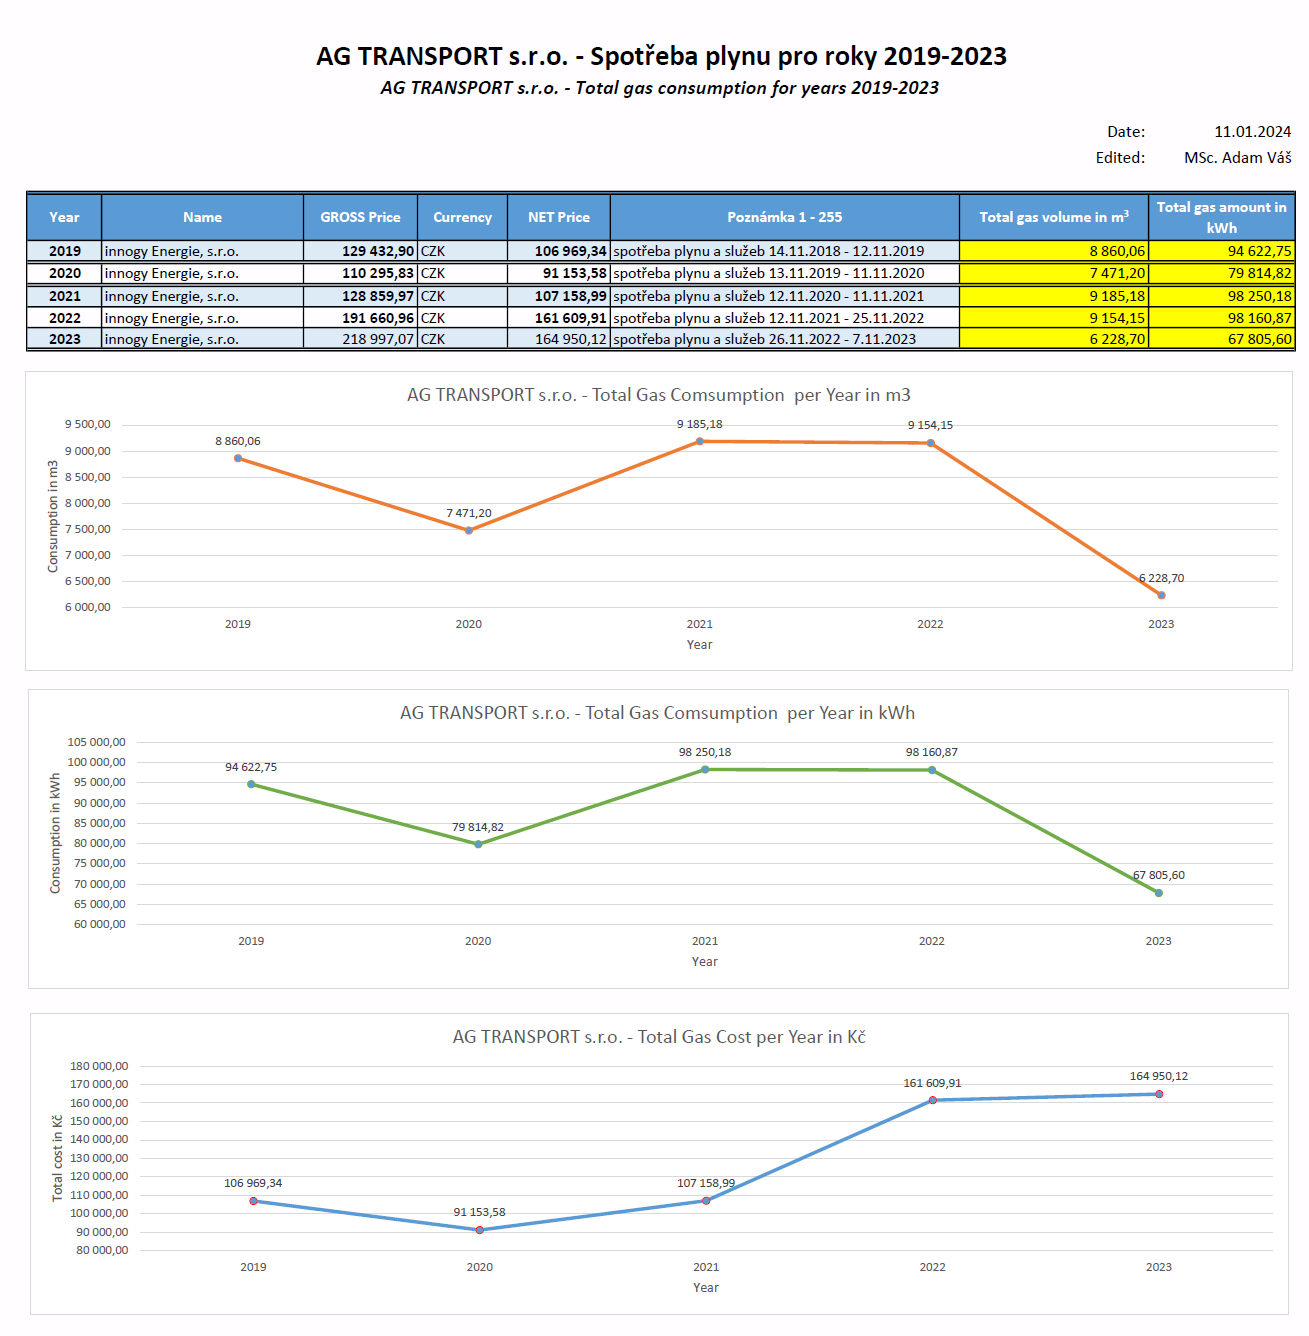 AG TRANSPORT s.r.o. - Spotřeba plynu pro roky 2019-2023
AG TRANSPORT s.r.o. - Total gas consumption for years 2019-2023
Date: 11.01.2024
Edited: MSc. Adam Váš
Year Name GROSS Price Currency NET Price Poznámka 1 - 255 Total gas volume in m³ Total gas amount in kWh
2019 innogy Energie, s.r.o. 129 432,90 CZK 106 969,34 spotřeba plynu a služeb 14.11.2018 - 12.11.2019 8 860,06 94 622,75
2020 innogy Energie, s.r.o. 110 295,83 CZK 91 153,58 spotřeba plynu a služeb 13.11.2019 - 11.11.2020 7 471,20 79 814,82
2021 innogy Energie, s.r.o. 128 859,97 CZK 107 158,99 spotřeba plynu a služeb 12.11.2020 - 11.11.2021 9 185,18 98 250,18
2022 innogy Energie, s.r.o. 191 660,96 CZK 161 609,91 spotřeba plynu a služeb 12.11.2021 - 25.11.2022 9 154,15 98 160,87
2023 innogy Energie, s.r.o. 218 997,07 CZK 164 950,12 spotřeba plynu a služeb 26.11.2022 - 7.11.2023 6 228,70 67 805,60
AG TRANSPORT s.r.o. - Total Gas Comsumption per Year in m3
Consumption in m3
9 500,00
9 000,00
8 500,00
8 000,00
7 500,00
7 000,00
6 500,00
6 000,00
8 860,06
7 471,20
9 185,18
9 154,15
6 228,70
2019 2020 2021 2022 2023
Year
AG TRANSPORT s.r.o. - Total Gas Comsumption per Year in kWh
Consumption in kWh
105 000,00
100 000,00
95 000,00
90 000,00
85 000,00
80 000,00
75 000,00
70 000,00
65 000,00
60 000,00
94 622,75
79 814,82
98 250,18
98 160,87
67 805,60
2019 2020 2021 2022 2023
Year
AG TRANSPORT s.r.o. - Total Gas Cost per Year in Kč
Total cost in Kč
180 000,00
170 000,00
160 000,00
150 000,00
140 000,00
130 000,00
120 000,00
110 000,00
100 000,00
90 000,00
80 000,00
106 969,34
91 153,58
107 158,99
161 609,91
164 950,12
2019 2020 2021 2022 2023
Year